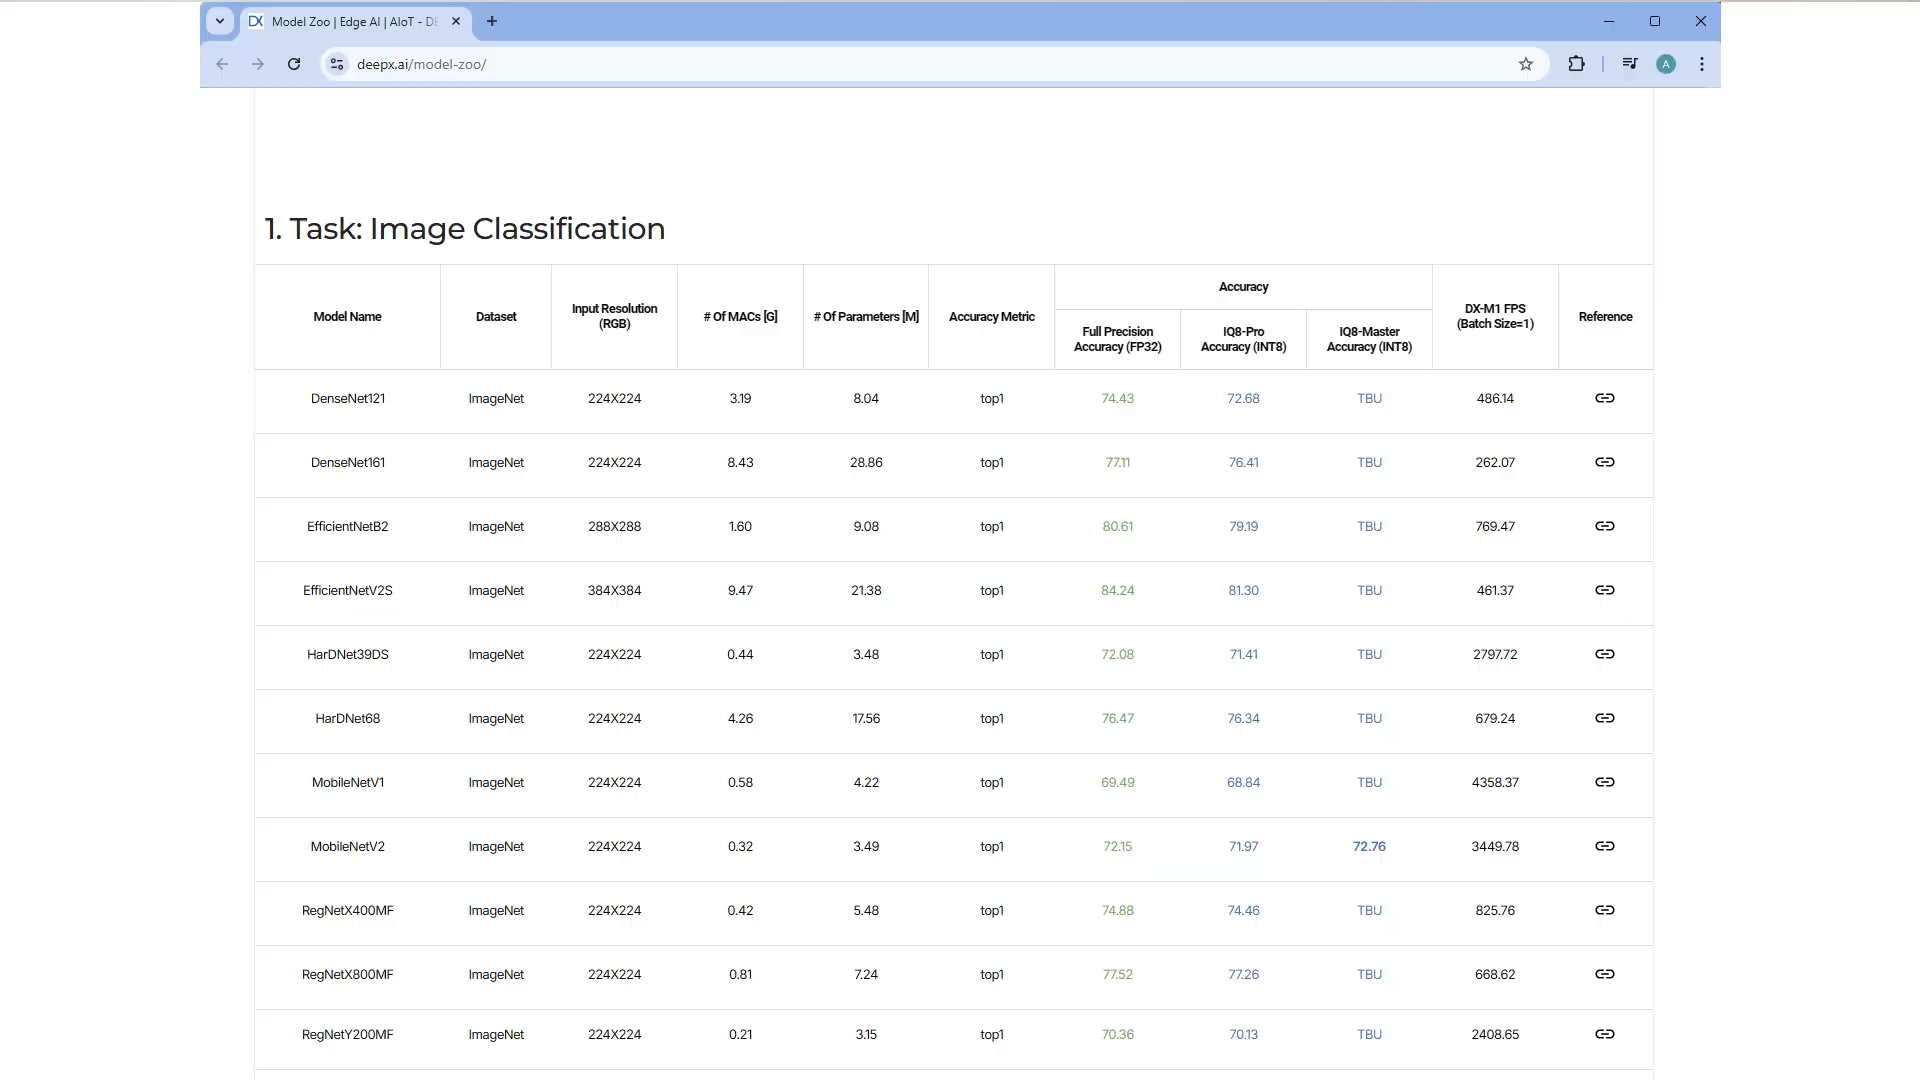 Model Zoo | Edge AI | AIoT - DE
deepx.ai/model-zoo/
A
1. Task: Image Classification
Model Name Dataset Input Resolution (RGB) # Of MACs [G] # Of Parameters [M] Accuracy Metric Accuracy DX-M1 FPS (Batch Size=1) Reference
Full Precision Accuracy (FP32) IQ8-Pro Accuracy (INT8) IQ8-Master Accuracy (INT8)
DenseNet121 ImageNet 224X224 3.19 8.04 top1 74.43 72.68 TBU 486.14
DenseNet161 ImageNet 224X224 8.43 28.86 top1 77.11 76.41 TBU 262.07
EfficientNetB2 ImageNet 288X288 1.60 9.08 top1 80.61 79.19 TBU 769.47
EfficientNetV2S ImageNet 384X384 9.47 21.38 top1 84.24 81.30 TBU 461.37
HarDNet39DS ImageNet 224X224 0.44 3.48 top1 72.08 71.41 TBU 2797.72
HarDNet68 ImageNet 224X224 4.26 17.56 top1 76.47 76.34 TBU 679.24
MobileNetV1 ImageNet 224X224 0.58 4.22 top1 69.49 68.84 TBU 4358.37
MobileNetV2 ImageNet 224X224 0.32 3.49 top1 72.15 71.97 72.76 3449.78
RegNetX400MF ImageNet 224X224 0.42 5.48 top1 74.88 74.46 TBU 825.76
RegNetX800MF ImageNet 224X224 0.81 7.24 top1 77.52 77.26 TBU 668.62
RegNetY200MF ImageNet 224X224 0.21 3.15 top1 70.36 70.13 TBU 2408.65